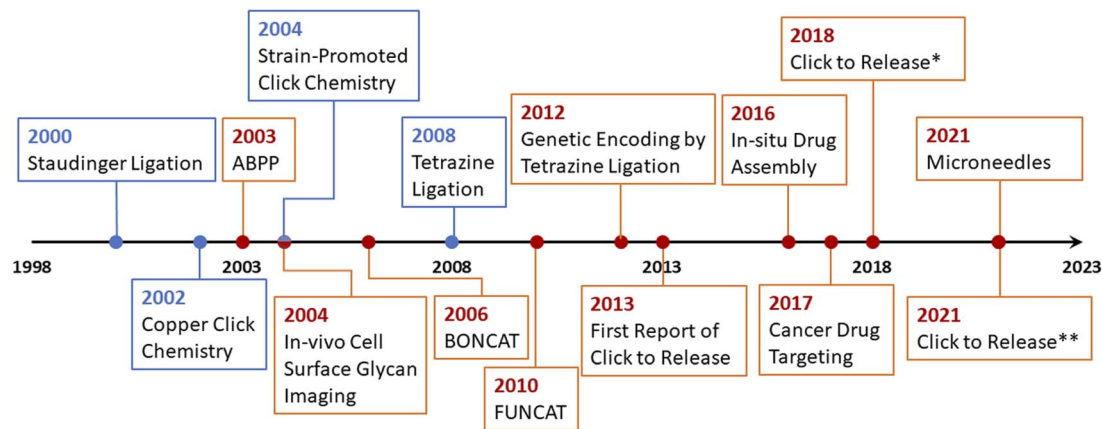 2004
Strain-Promoted
Click Chemistry
2018
Click to Release*
2000
Staudinger Ligation
2003
ABPP
2008
Tetrazine
Ligation
2012
Genetic Encoding by
Tetrazine Ligation
2016
In-situ Drug
Assembly
2021
Microneedles
1998
2003
2008
2013
2018
2023
2002
Copper Click
Chemistry
2004
In-vivo Cell
Surface Glycan
Imaging
2006
BONCAT
2010
FUNCAT
2013
First Report of
Click to Release
2017
Cancer Drug
Targeting
2021
Click to Release**